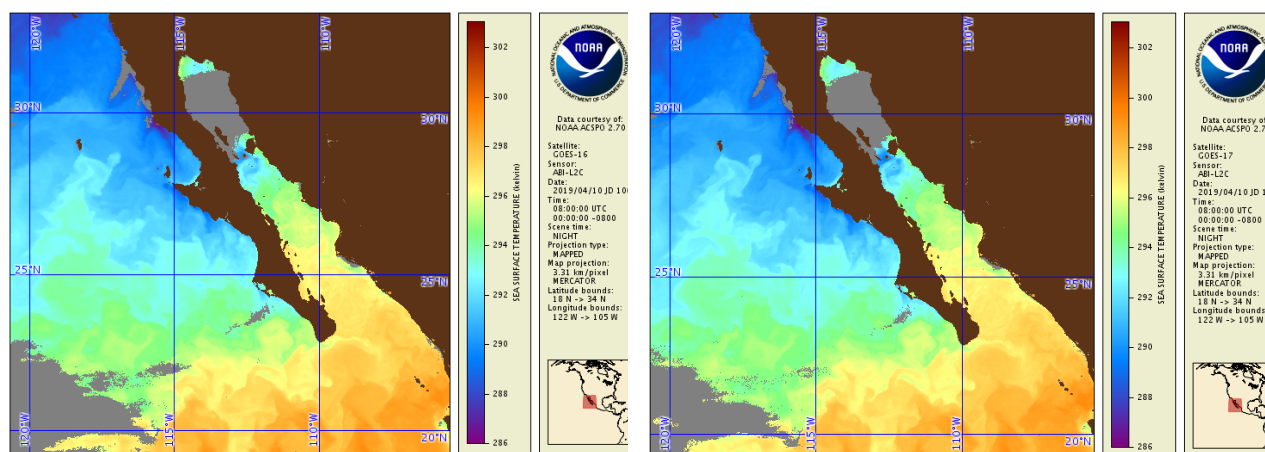 120°W
115°W
110°W
30°N
30°N
25°N
25°N
20°N
120°W
115°W
110°W
302
300
298
296
294
292
290
288
286
SEA SURFACE TEMPERATURE (kelvin)
NATIONAL OCEANIC AND ATMOSPHERIC ADMINISTRATION
NOAA
U.S. DEPARTMENT OF COMMERCE
Data courtesy of:
NOAA ACSPO 2.70
Satellite:
GOES-16
Sensor:
ABI-L2C
Date:
2019/04/10 JD 10
Time:
08:00:00 UTC
00:00:00 -0800
Scene time:
NIGHT
Projection type:
MAPPED
Map projection:
3.31 km/pixel
MERCATOR
Latitude bounds:
18 N -> 34 N
Longitude bounds:
122 W -> 105 W
120°W
115°W
110°W
30°N
30°N
25°N
25°N
20°N
120°W
115°W
110°W
302
300
298
296
294
292
290
288
286
SEA SURFACE TEMPERATURE (kelvin)
NATIONAL OCEANIC AND ATMOSPHERIC
NOAA
U.S. DEPARTMENT OF COMMERCE
Data courtesy of
NOAA ACSPO 2.7
Satellite:
GOES-17
Sensor:
ABI-L2C
Date:
2019/04/10 JD 1
Time:
08:00:00 UTC
00:00:00 -0800
Scene time:
NIGHT
Projection type:
MAPPED
Map projection:
3.31 km/pixel
MERCATOR
Latitude bounds:
18 N -> 34 N
Longitude bounds:
122 W -> 105 W